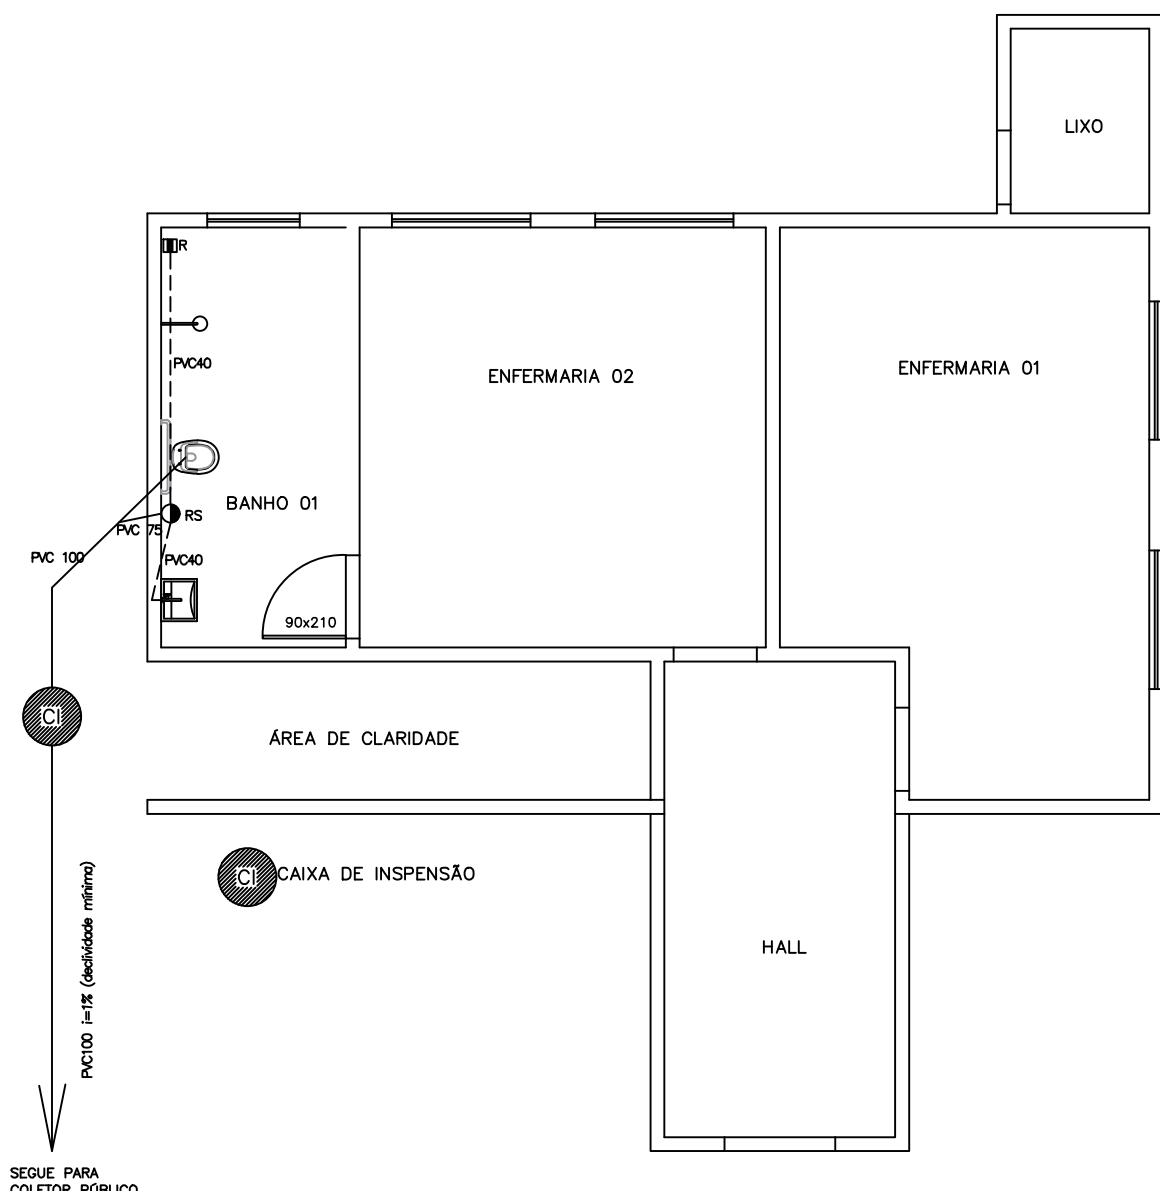 LIXO
R
PVC40
ENFERMARIA 02
ENFERMARIA 01
BANHO 01
RS
PVC 75
PVC 100
PVC40
90x210
CI
ÁREA DE CLARIDADE
CI
CAIXA DE INSPENSÃO
HALL
PVC100 i=1% (declividade mínima)
SEGUE PARA
COLETOR PÚBLICO